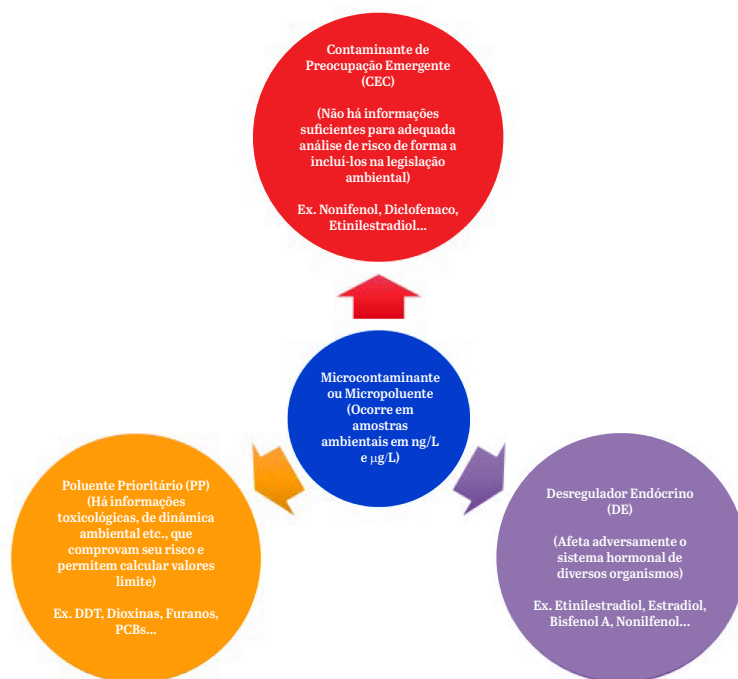 Contaminante de
Preocupação Emergente
(CEC)
(Não há informações
suficientes para adequada
análise de risco de forma a
incluí-los na legislação
ambiental)
Ex. Nonifenol, Diclofenaco,
Etinilestradiol...
Microcontaminante
ou Micropoluente
(Ocorre em
amostras
ambientais em ng/L
e µg/L)
Poluente Prioritário (PP)
(Há informações
toxicológicas, de dinâmica
ambiental etc., que
comprovam seu risco e
permitem calcular valores
limite)
Ex. DDT, Dioxinas, Furanos,
PCBs...
Desregulador Endócrino
(DE)
(Afeta adversamente o
sistema hormonal de
diversos organismos)
Ex. Etinilestradiol, Estradiol,
Bisfenol A, Nonilfenol...